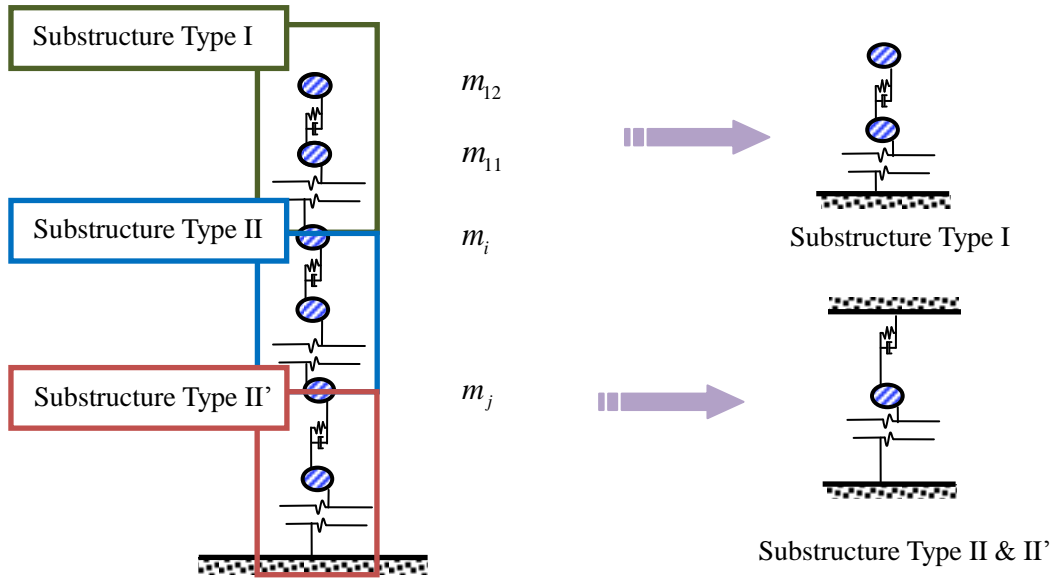 Substructure Type I
m12
m11
Substructure Type I
Substructure Type II
mi
Substructure Type II’
mj
Substructure Type II & II’